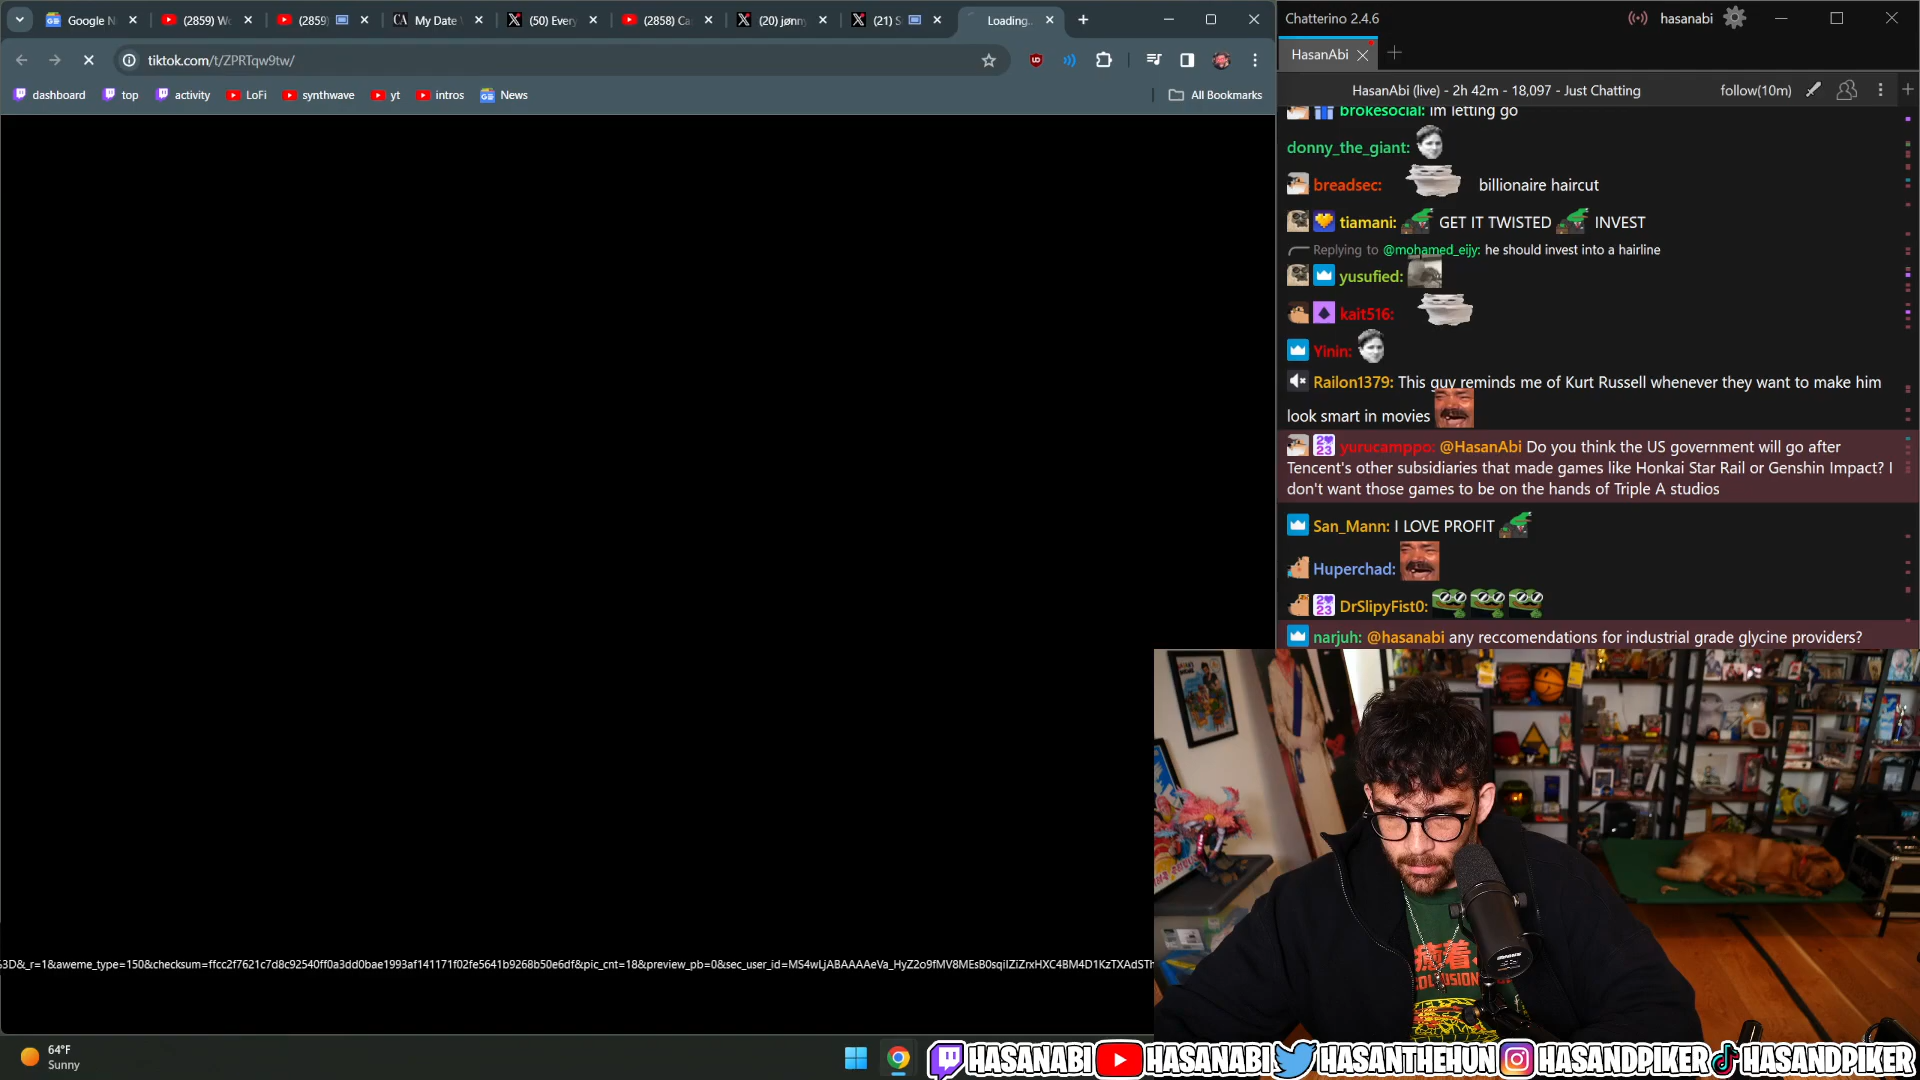 Google N
(2859) Wo
(2859)
My Date
(50) Every
(2858) Ca
(20) jønn
(21) S
Loading..
tiktok.com/t/ZPRTqw9tw/
dashboard
top
activity
LoFi
synthwave
yt
intros
News
All Bookmarks
Chatterino 2.4.6
hasanabi
HasanAbi
HasanAbi (live) - 2h 42m - 18,097 - Just Chatting
follow(10m)
brokesocial: im letting go
donny_the_giant:
breadsec: billionaire haircut
tiamani: GET IT TWISTED INVEST
Replying to @mohamed_eijy: he should invest into a hairline
yusufied:
kait516:
Yinin:
Railon1379: This guy reminds me of Kurt Russell whenever they want to make him
look smart in movies
yurucamppo: @HasanAbi Do you think the US government will go after
Tencent's other subsidiaries that made games like Honkai Star Rail or Genshin Impact? I
don't want those games to be on the hands of Triple A studios
San_Mann: I LOVE PROFIT
Huperchad:
DrSlipyFist0:
narjuh: @hasanabi any reccomendations for industrial grade glycine providers?
3D&_r=1&aweme_type=150&checksum=ffcc2f7621c7d8c92540ff0a3dd0bae1993af141171f02fe5641b9268b50e6df&pic_cnt=18&preview_pb=0&sec_user_id=MS4wLjABAAAAeVa_HyZ2o9fMV8MEsB0sqiIZiZrxHXC4BM4D1KzTXAdSTh
64°F
Sunny
HASANABI
HASANABI
HASANTHEHUN
HASANDPIKER
HASANDPIKER